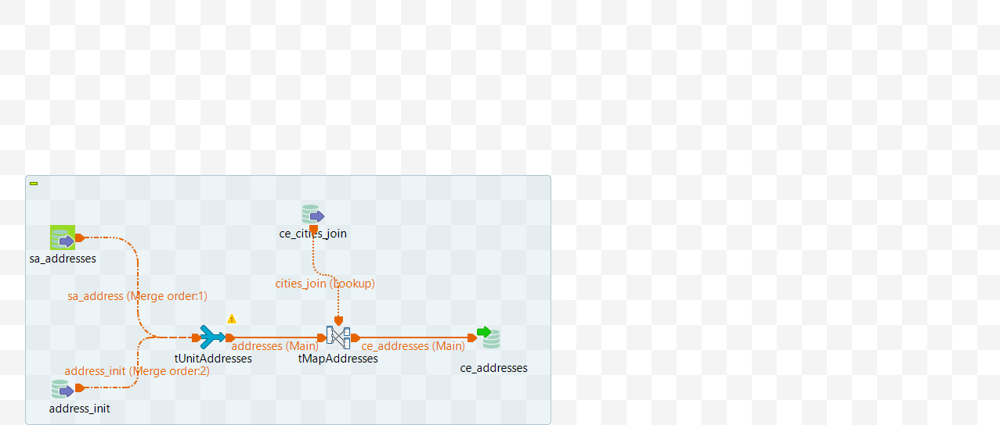 ce_cities_join
sa_addresses
cities_join (Lookup)
sa_address (Merge order:1)
addresses (Main)
ce_addresses (Main)
tUnitAddresses
tMapAddresses
ce_addresses
address_init (Merge order:2)
address_init